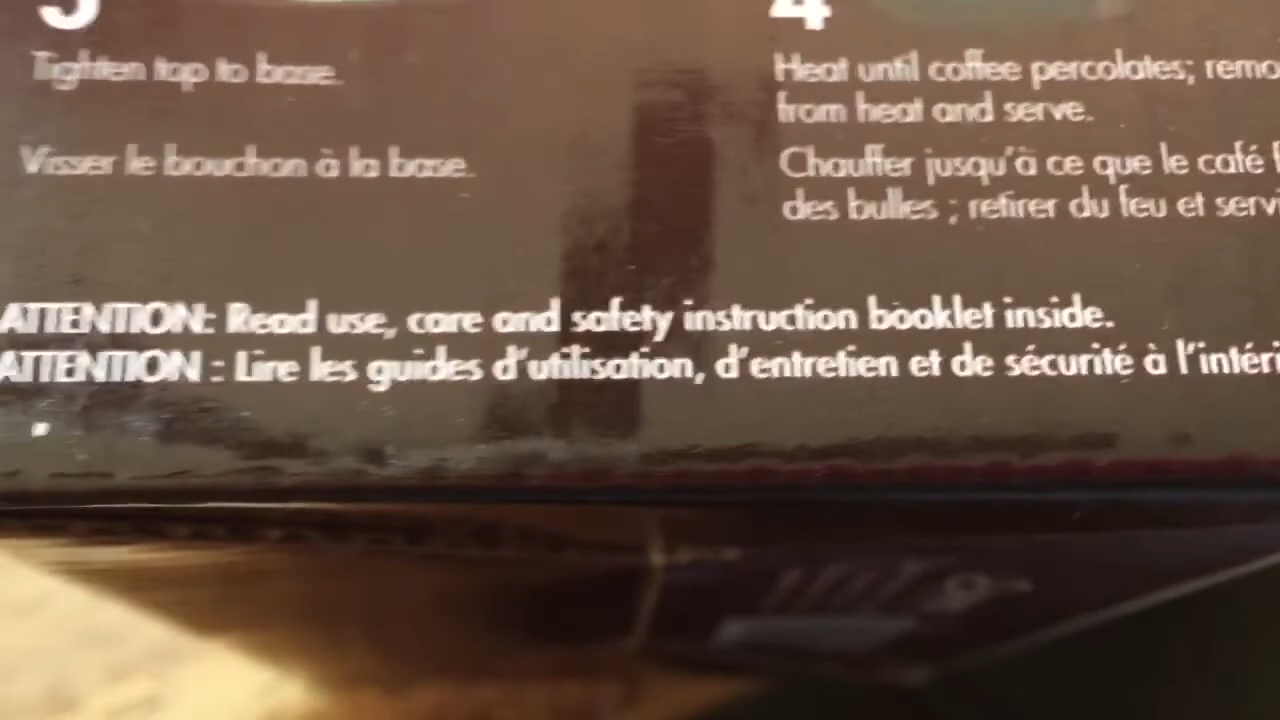 3
Tighten top to base.
Visser le bouchon à la base.
4
Heat until coffee percolates; remo
from heat and serve.
Chauffer jusqu'à ce que le café
des bulles ; retirer du feu et servi
ATTENTION: Read use, care and safety instruction booklet inside.
ATTENTION : Lire les guides d'utilisation, d'entretien et de sécurité à l'intéri